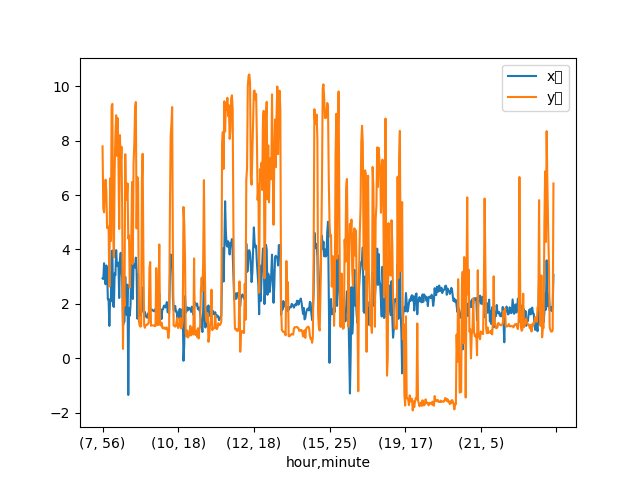 x
y
10
8
6
4
2
0
−2
(7, 56) (10, 18) (12, 18) (15, 25) (19, 17) (21, 5)
hour,minute